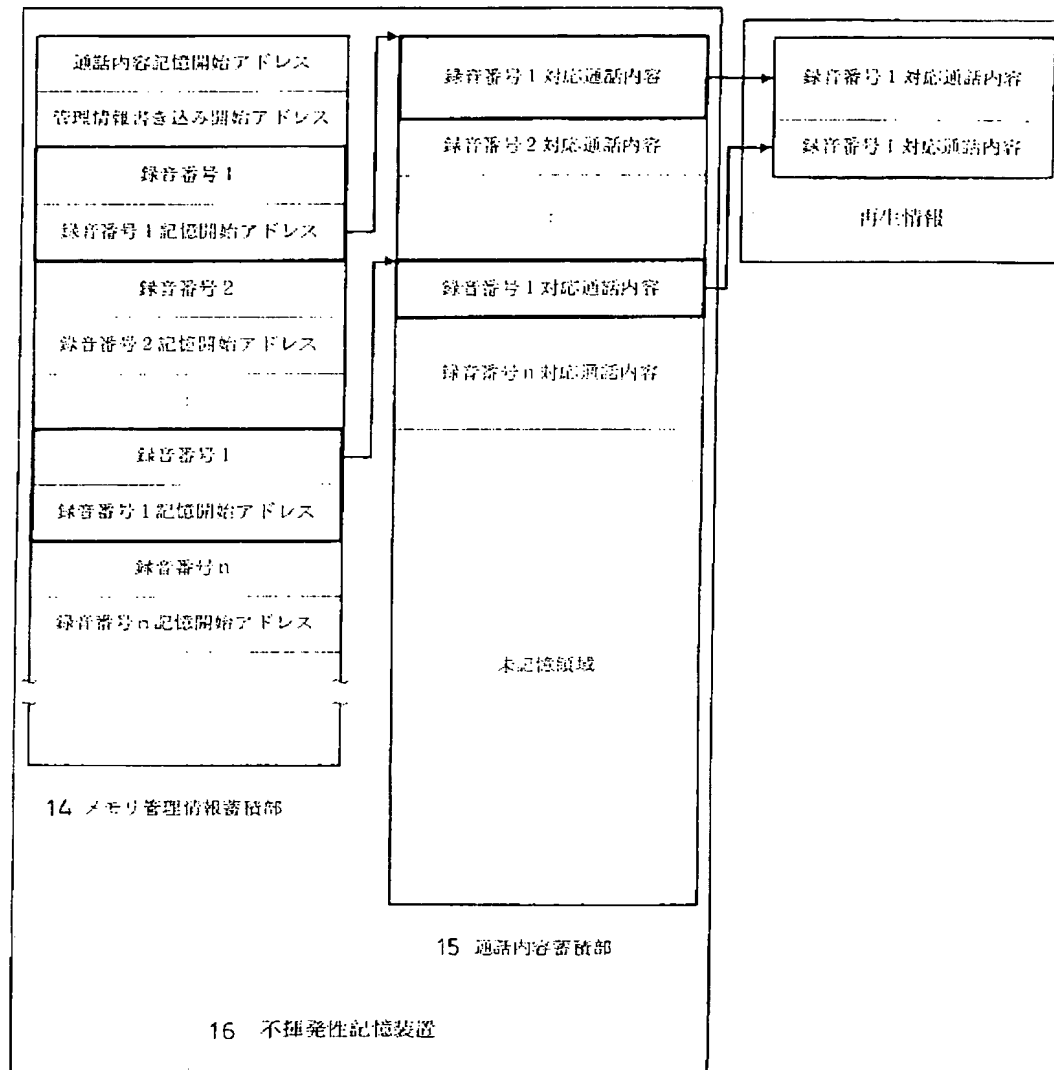 通話内容記憶開始アドレス
管理情報書き込み開始アドレス
録音番号1
録音番号1記憶開始アドレス
録音番号2
録音番号2記憶開始アドレス
:
録音番号1
録音番号1記憶開始アドレス
録音番号n
録音番号n記憶開始アドレス
14 メモリ管理情報蓄積部
録音番号1対応通話内容
録音番号2対応通話内容
:
録音番号1対応通話内容
録音番号n対応通話内容
未記憶領域
15 通話内容蓄積部
16 不揮発性記憶装置
録音番号1対応通話内容
録音番号1対応通話内容
再生情報